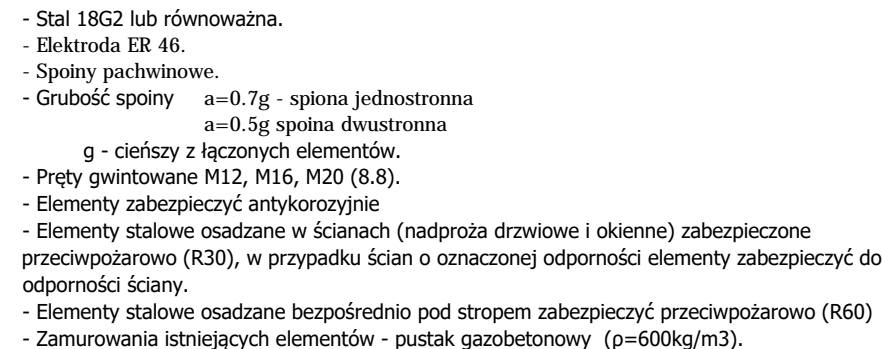 - Stal 18G2 lub równoważna.
- Elektroda ER 46.
- Spoiny pachwinowe.
- Grubość spoiny a=0.7g - spiona jednostronna
a=0.5g spoina dwustronna
g - cieńszy z łączonych elementów.
- Pręty gwintowane M12, M16, M20 (8.8).
- Elementy zabezpieczyć antykorozyjnie
- Elementy stalowe osadzane w ścianach (nadproża drzwiowe i okienne) zabezpieczone
przeciwpożarowo (R30), w przypadku ścian o oznaczonej odporności elementy zabezpieczyć do
odporności ściany.
- Elementy stalowe osadzane bezpośrednio pod stropem zabezpieczyć przeciwpożarowo (R60)
- Zamurowania istniejących elementów - pustak gazobetonowy (ρ=600kg/m3).